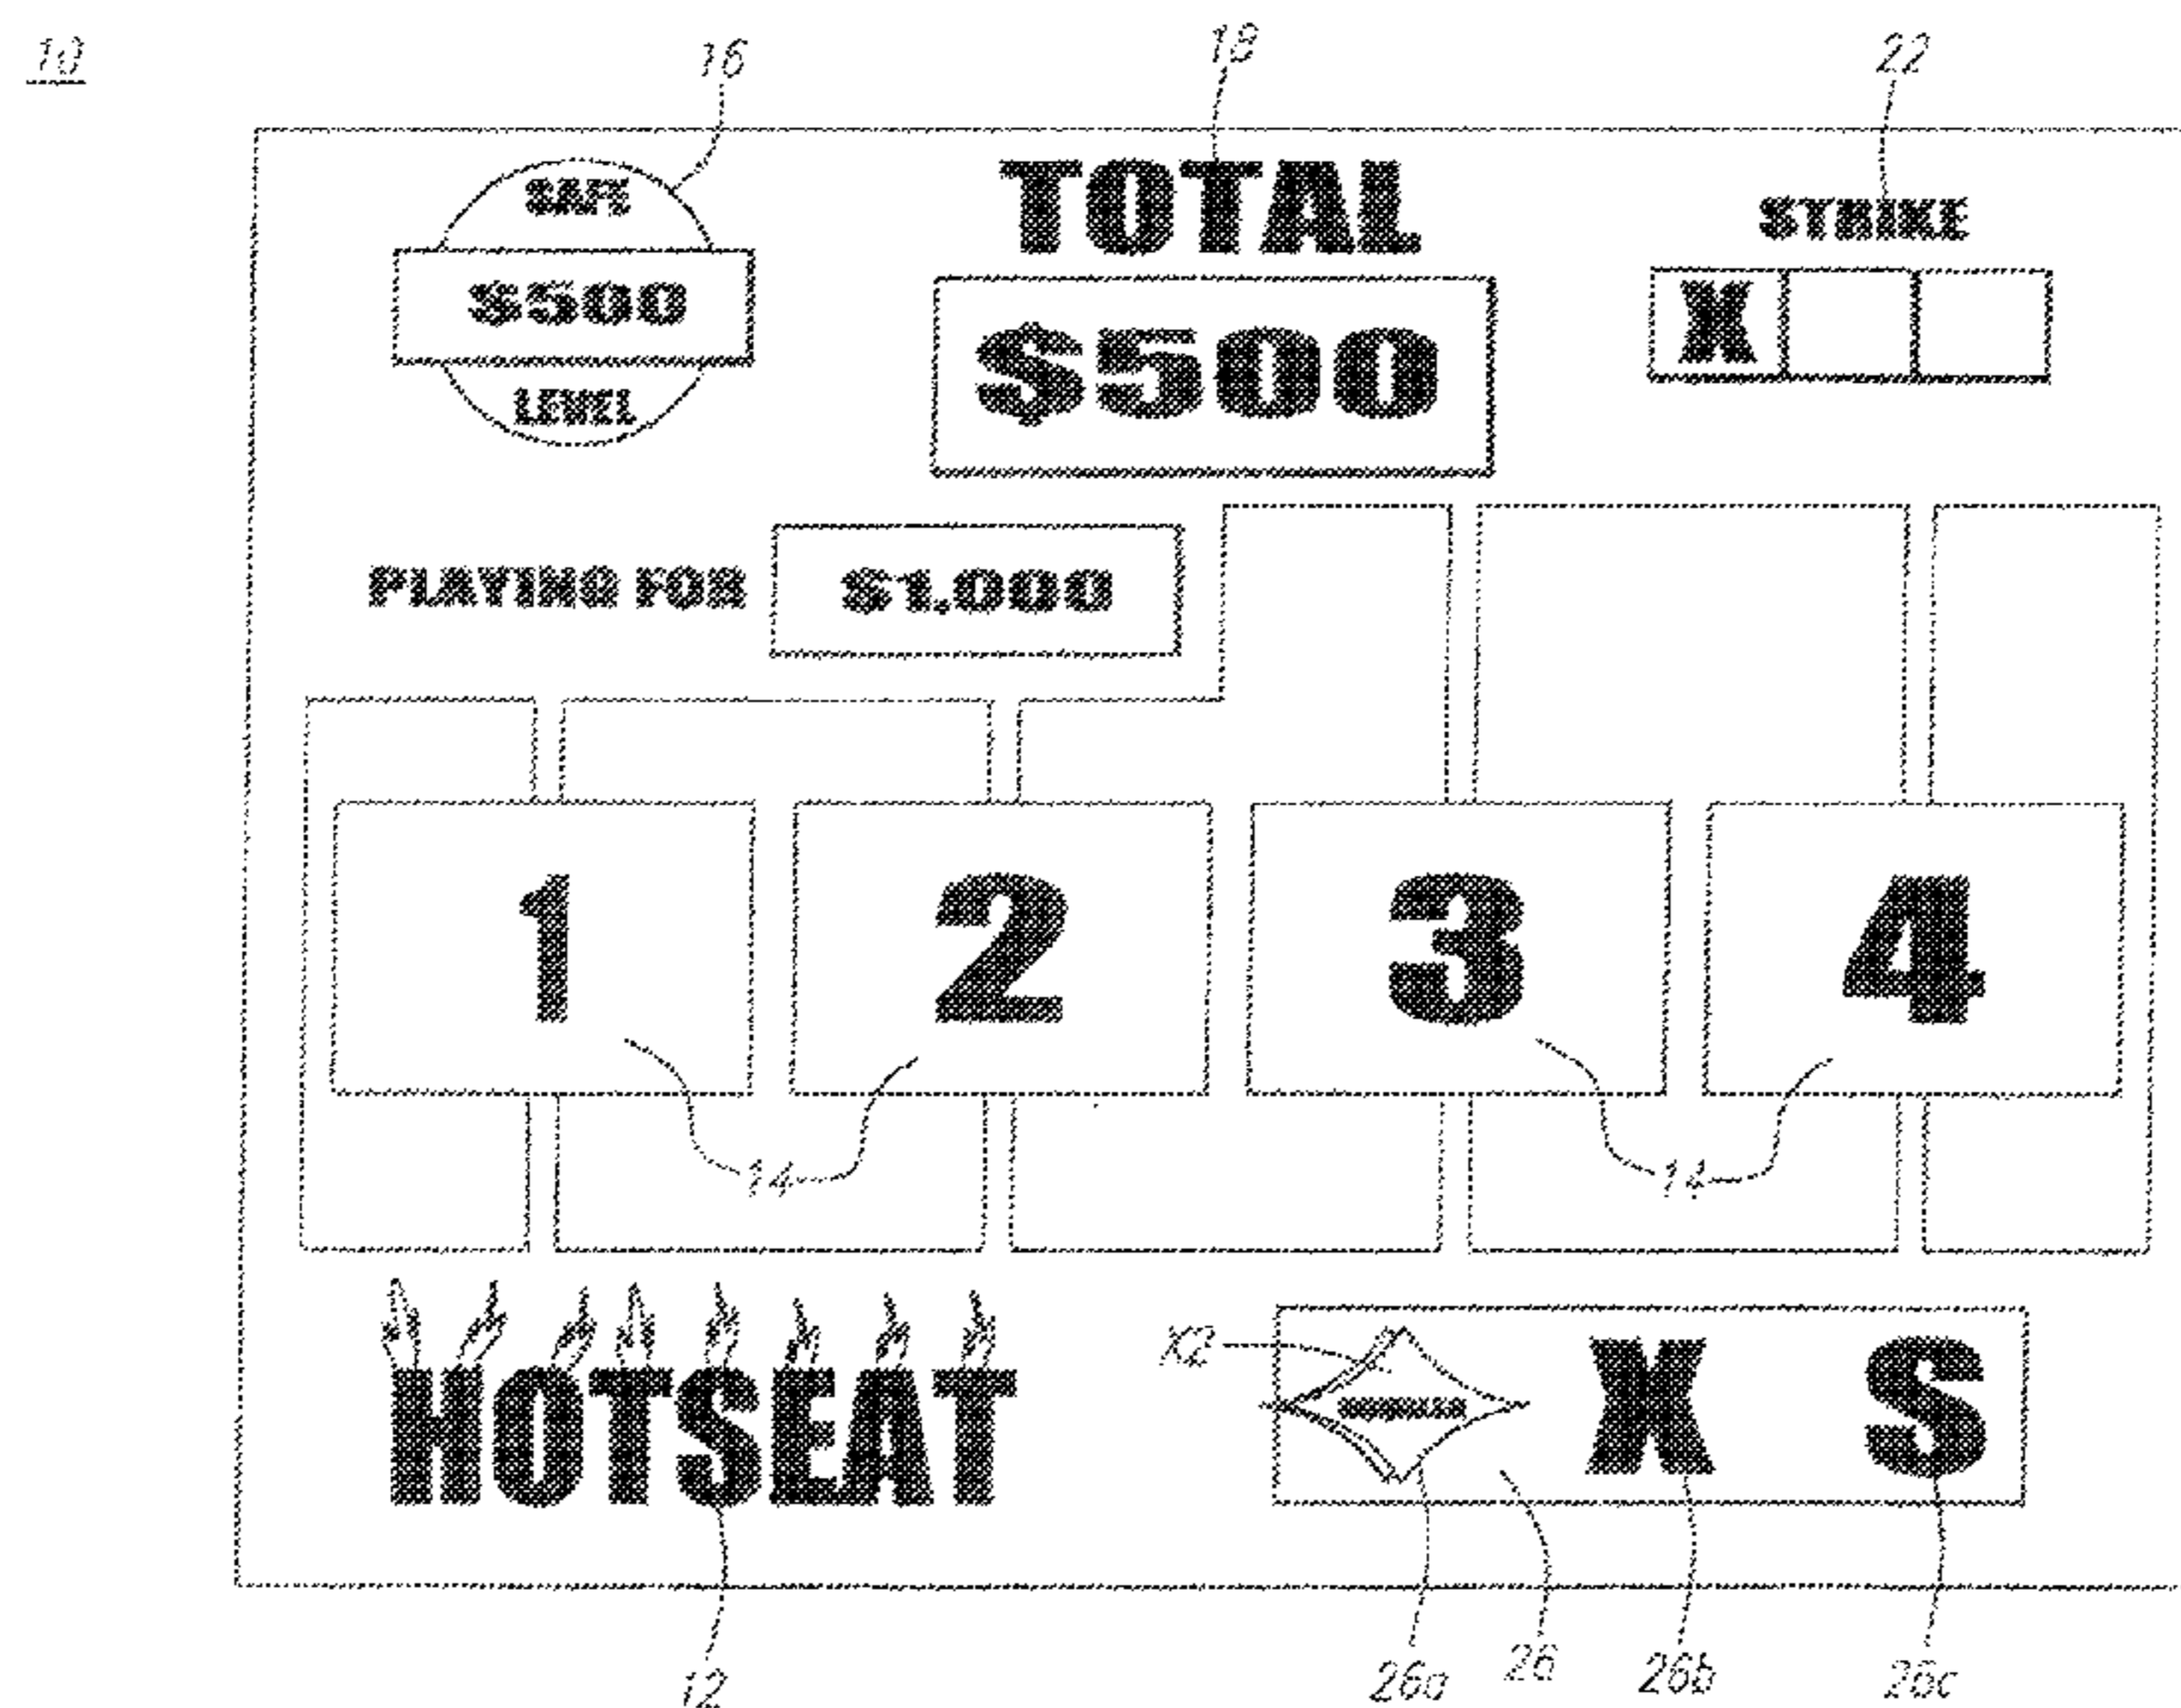 10 16 18 22
SAFE TOTAL STRIKE
$500 $500 X
LEVEL
PLAYING FOR $1,000
1 2 3 4
14 14
HOTSEAT X2 X S
12 26a 26 26b 26c